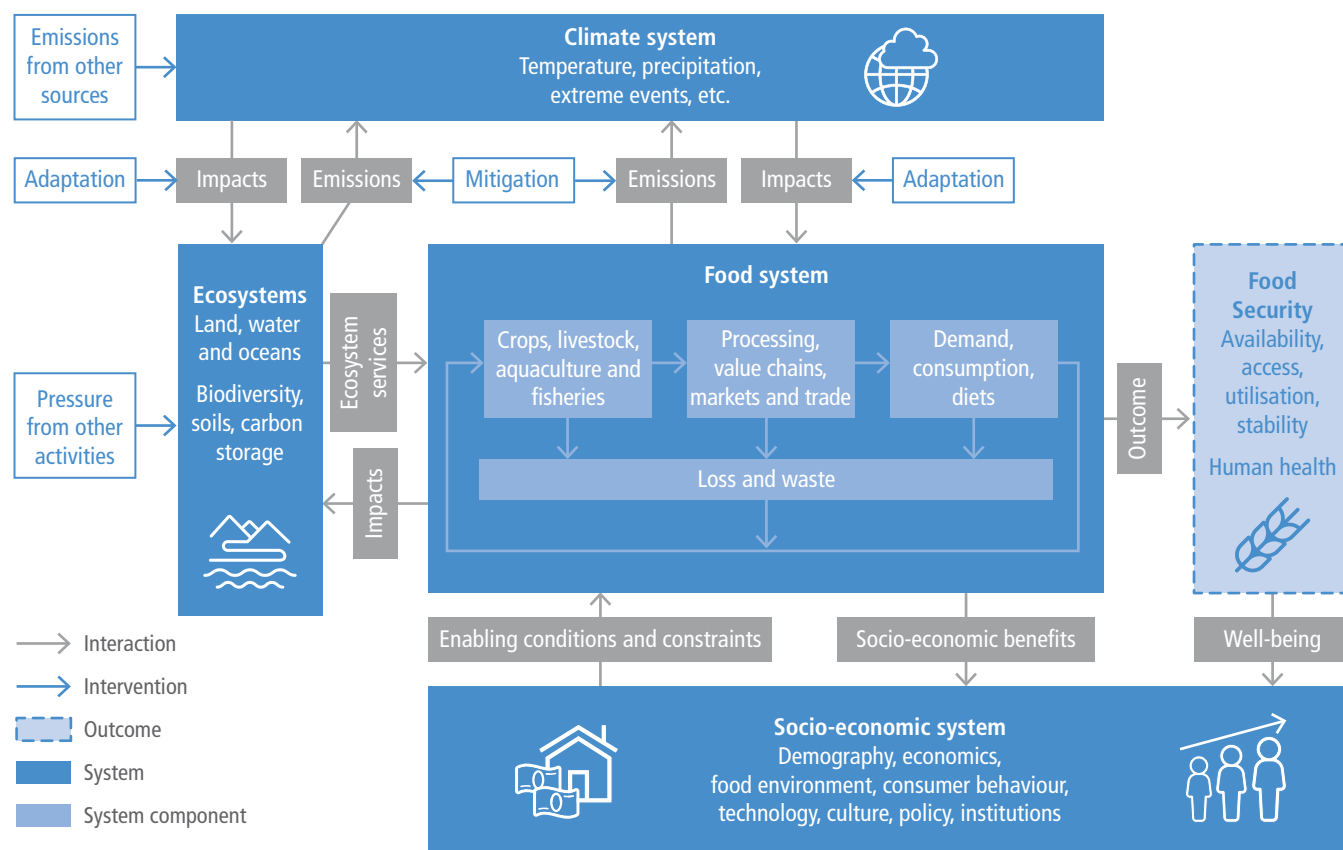 Emissions
from other
sources
Climate system
Temperature, precipitation,
extreme events, etc.
Adaptation
Impacts
Emissions
Mitigation
Emissions
Impacts
Adaptation
Ecosystems
Land, water
and oceans
Biodiversity,
soils, carbon
storage
Pressure
from other
activities
Ecosystem
services
Impacts
Food system
Crops, livestock,
aquaculture and
fisheries
Processing,
value chains,
markets and trade
Demand,
consumption,
diets
Loss and waste
Outcome
Food
Security
Availability,
access,
utilisation,
stability
Human health
Enabling conditions and constraints
Socio-economic benefits
Well-being
Socio-economic system
Demography, economics,
food environment, consumer behaviour,
technology, culture, policy, institutions
Interaction
Intervention
Outcome
System
System component